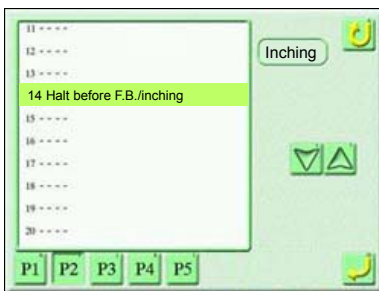 11 - - - -
12 - - - -
Inching
13 - - - -
14 Halt before F.B./inching
15 - - - -
16 - - - -
17 - - - -
18 - - - -
19 - - - -
20 - - - -
P1 P2 P3 P4 P5